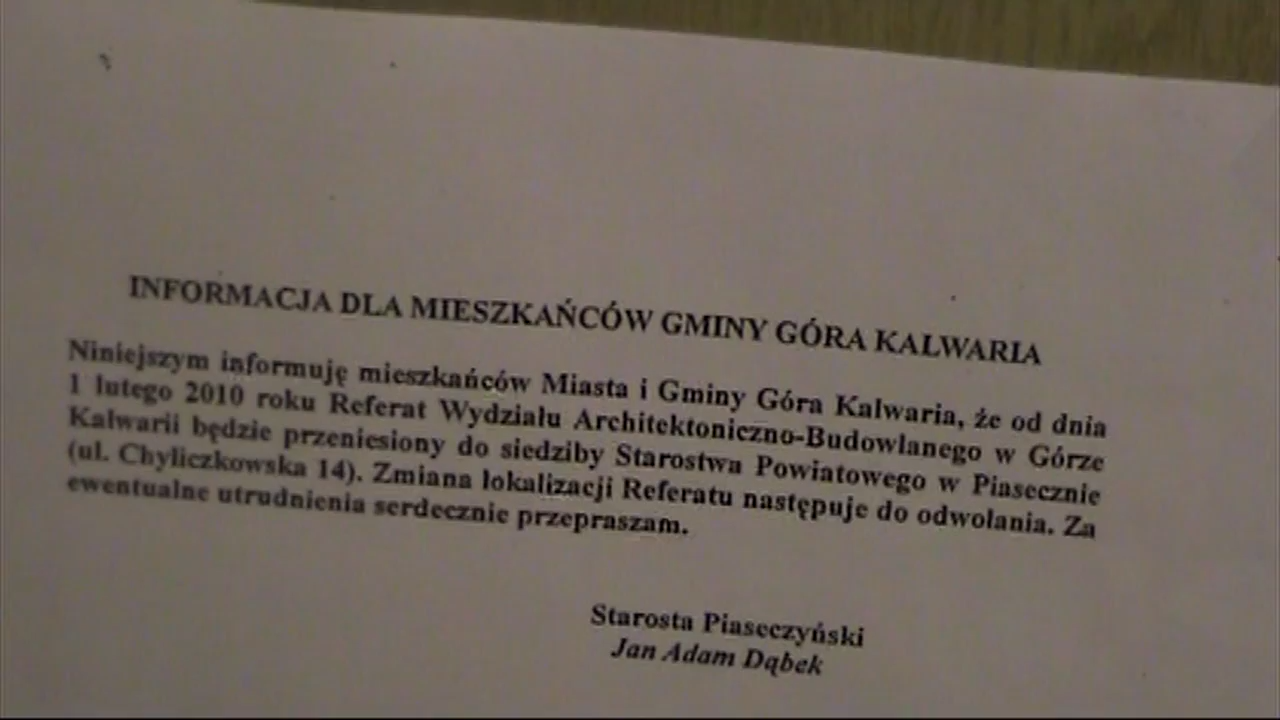 INFORMACJA DLA MIESZKAŃCÓW GMINY GÓRA KALWARIA
Niniejszym informuję mieszkańców Miasta i Gminy Góra Kalwaria, że od dnia
1 lutego 2010 roku Referat Wydziału Architektoniczno-Budowlanego w Górze
Kalwarii będzie przeniesiony do siedziby Starostwa Powiatowego w Piasecznie
(ul. Chyliczkowska 14). Zmiana lokalizacji Referatu następuje do odwołania. Za
ewentualne utrudnienia serdecznie przepraszam.
Starosta Piaseczyński
Jan Adam Dąbek